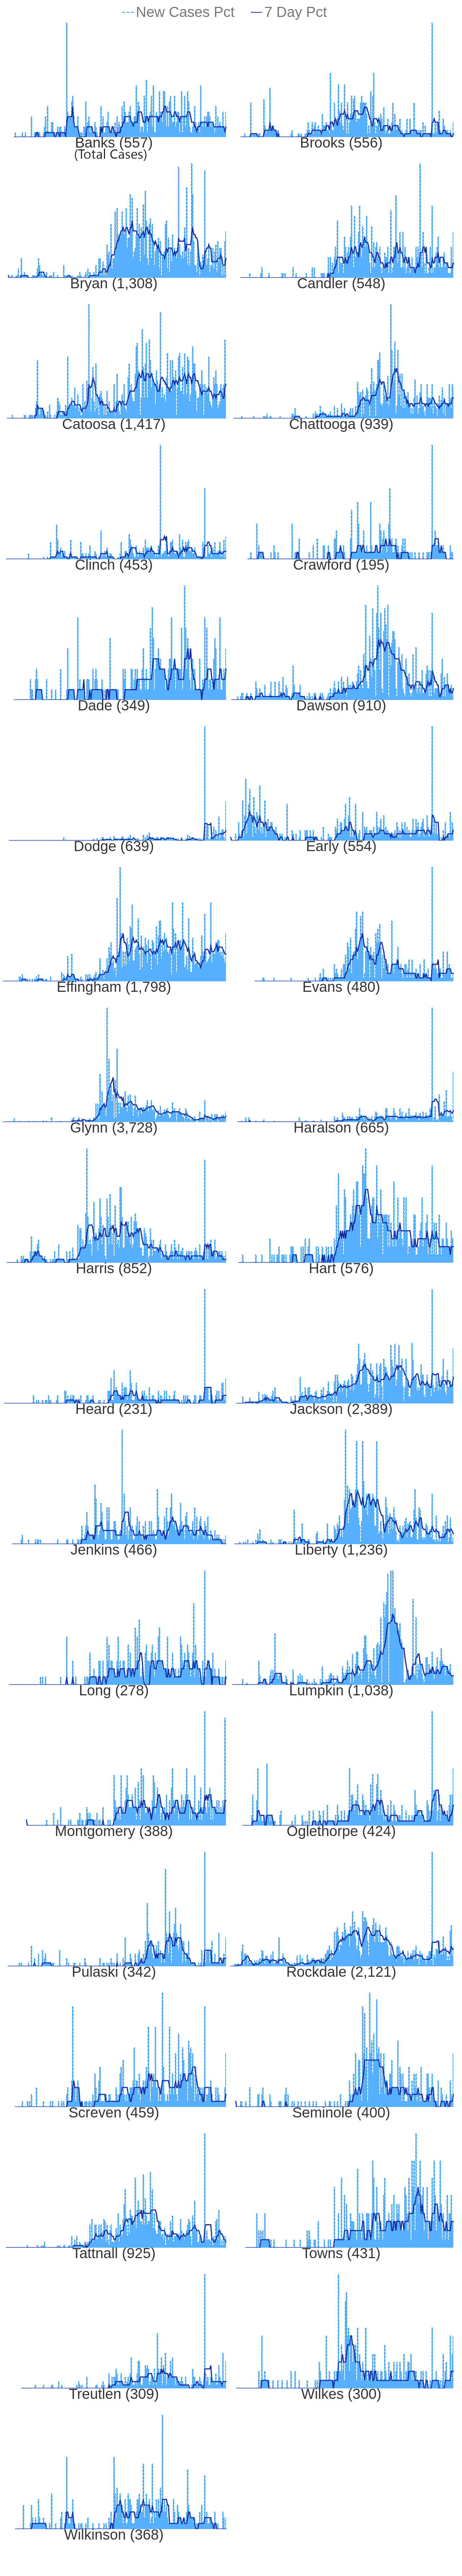 New Cases Pct 7 Day Pct
Banks (557) Brooks (556)
(Total Cases)
Bryan (1,308) Candler (548)
Catoosa (1,417) Chattooga (939)
Clinch (453) Crawford (195)
Dade (349) Dawson (910)
Dodge (639) Early (554)
Effingham (1,798) Evans (480)
Glynn (3,728) Haralson (665)
Harris (852) Hart (576)
Heard (231) Jackson (2,389)
Jenkins (466) Liberty (1,236)
Long (278) Lumpkin (1,038)
Montgomery (388) Oglethorpe (424)
Pulaski (342) Rockdale (2,121)
Screven (459) Seminole (400)
Tattnall (925) Towns (431)
Treutlen (309) Wilkes (300)
Wilkinson (368)